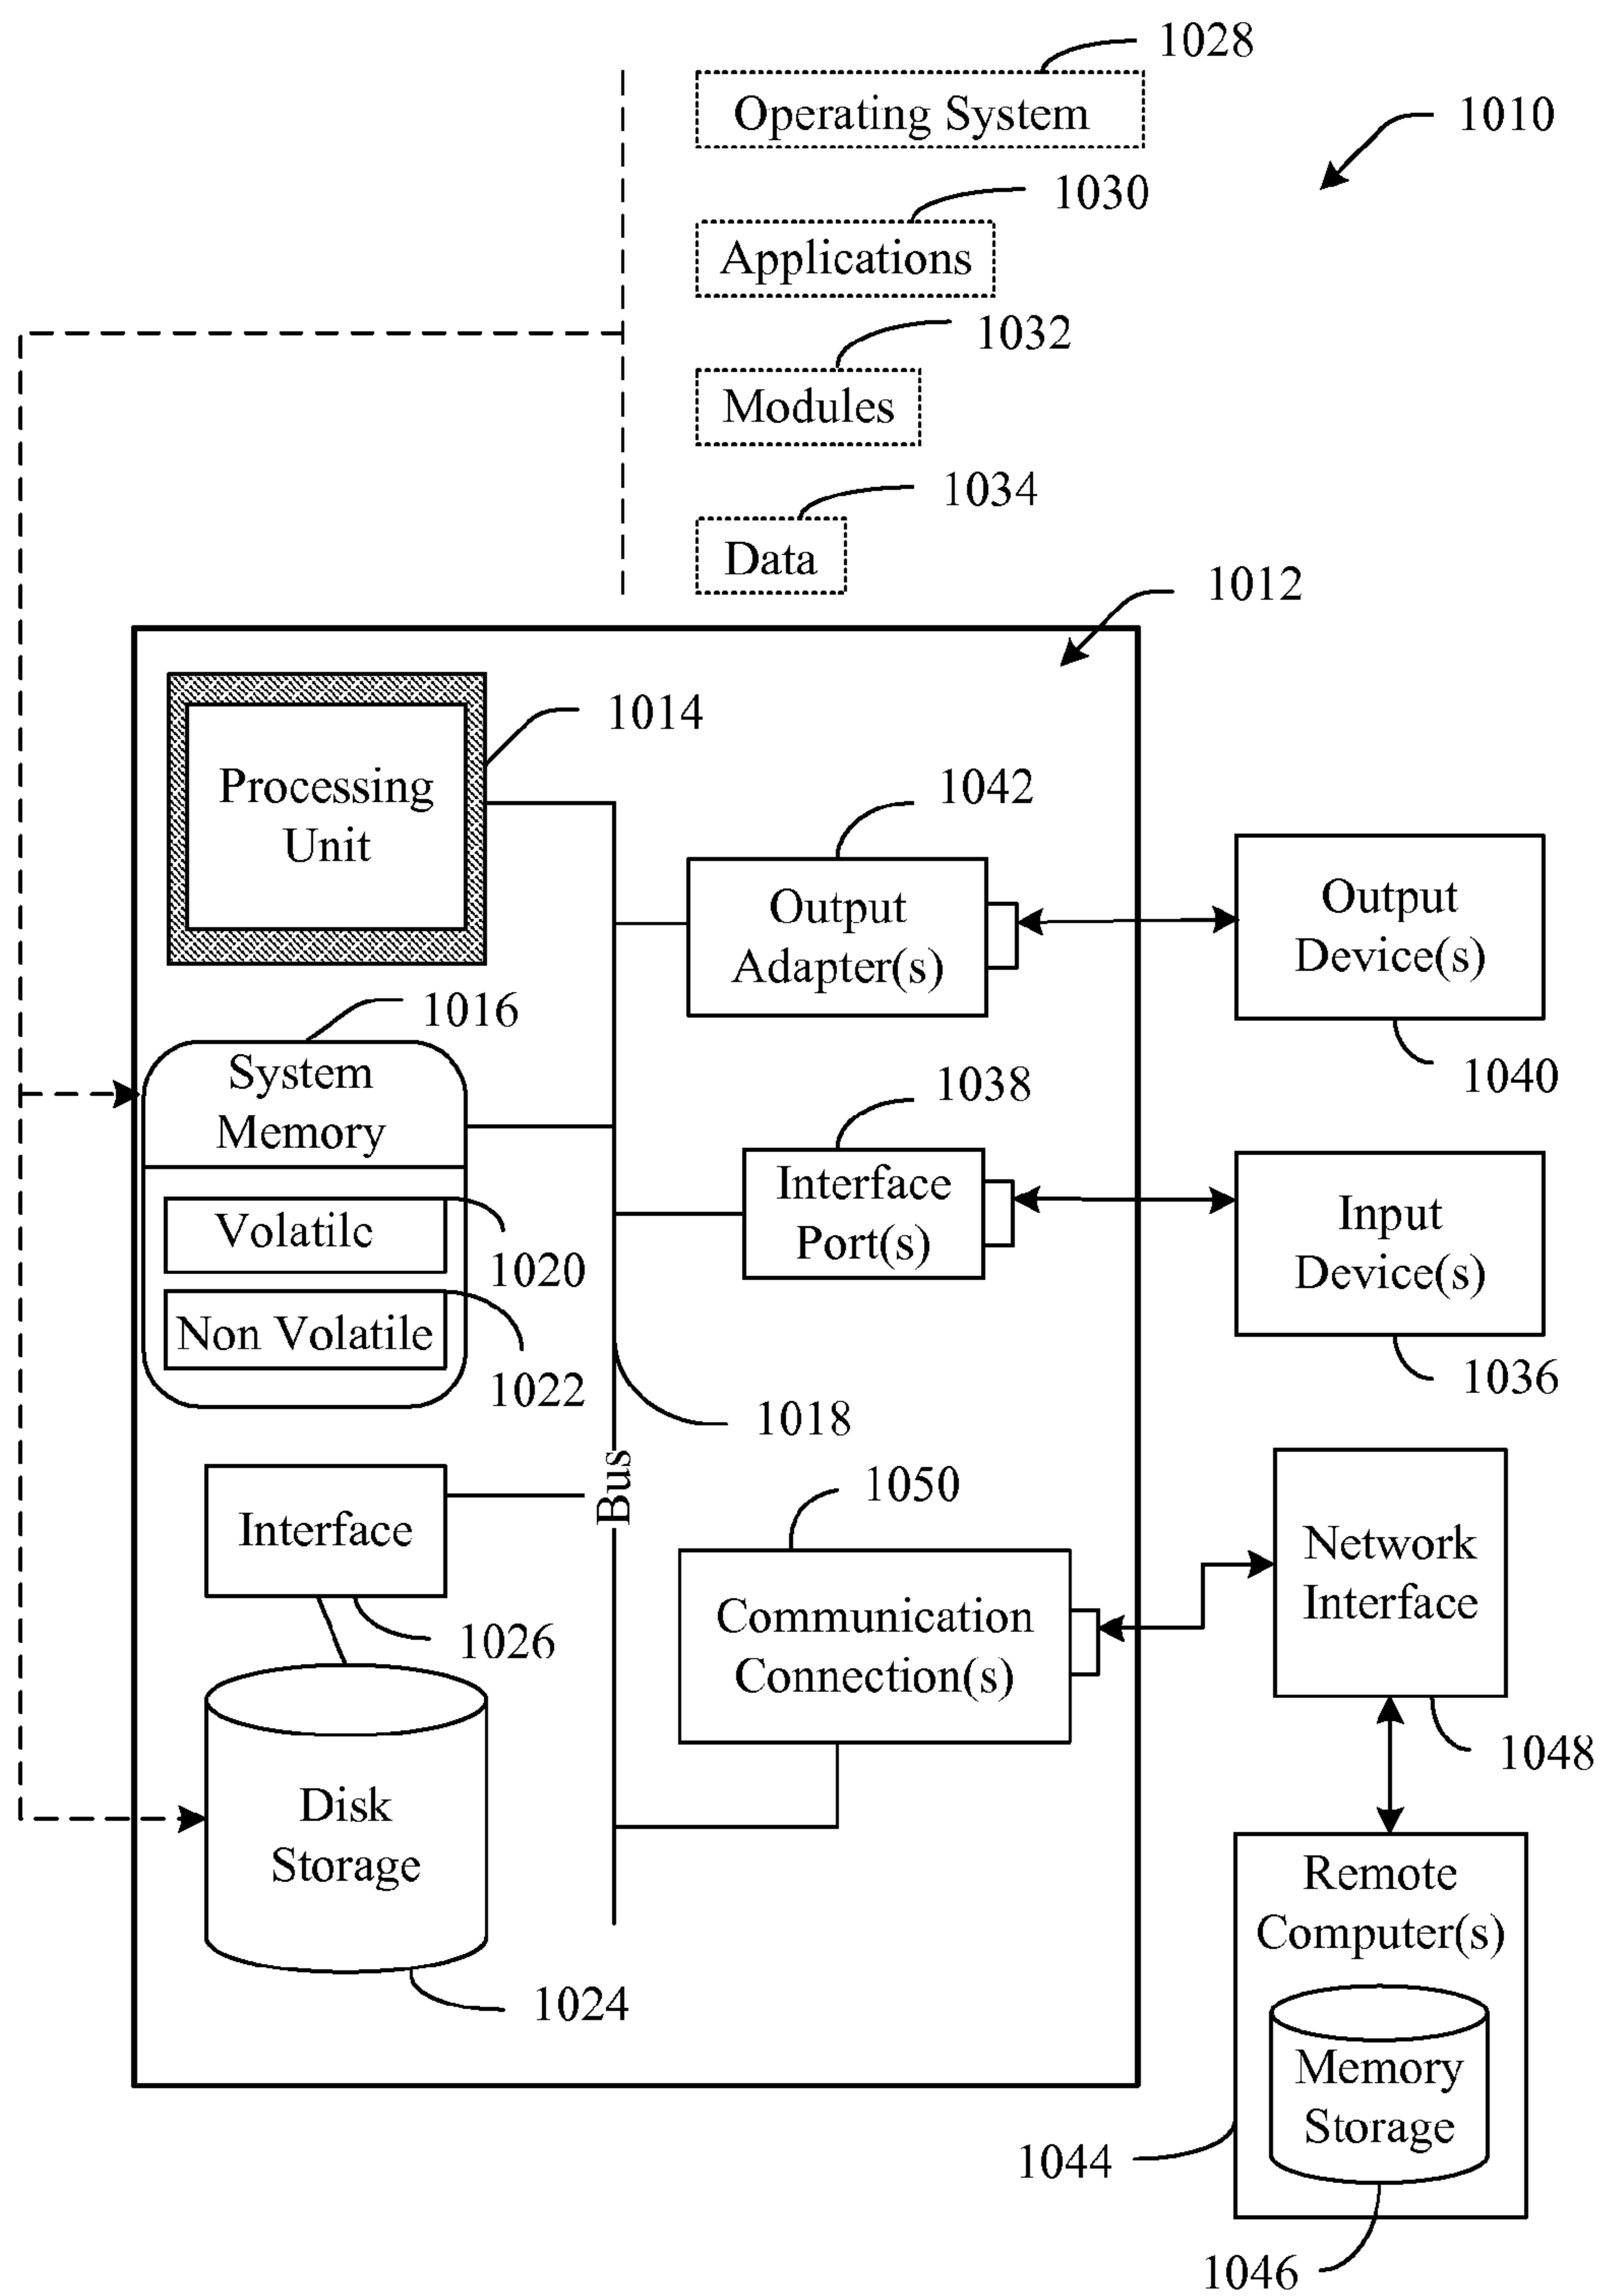 1028
Operating System
1010
1030
Applications
1032
Modules
1034
Data
1012
1014
Processing
Unit
1042
Output
Adapter(s)
Output
Device(s)
1040
1016
System
Memory
1038
Interface
Port(s)
Input
Device(s)
1036
Volatile
1020
Non Volatile
1022
1018
Bus
Interface
1026
1050
Communication
Connection(s)
Network
Interface
1048
Disk
Storage
1024
Remote
Computer(s)
Memory
Storage
1044
1046